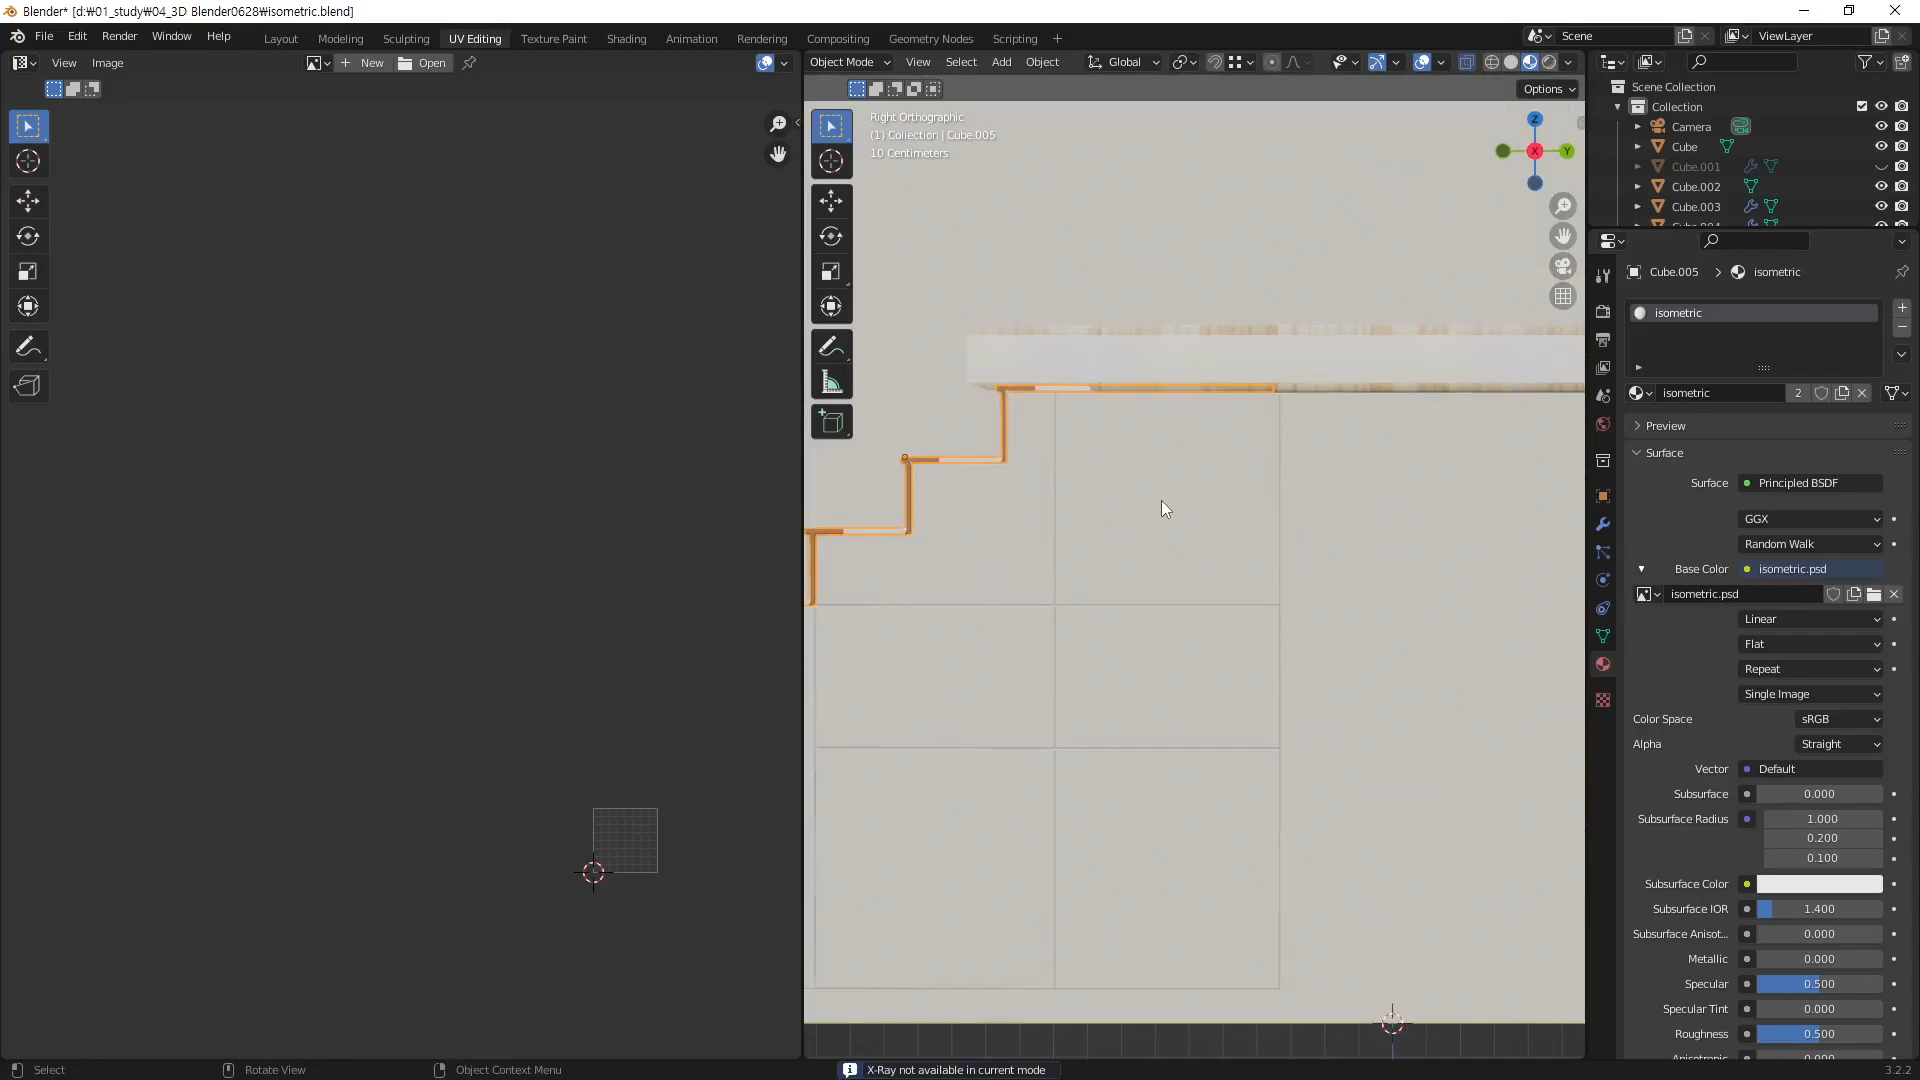 Blender* [d:₩01_study₩04_3D Blender0628₩isometric.blend]
File Edit Render Window Help
Layout Modeling Sculpting UV Editing Texture Paint Shading Animation Rendering Compositing Geometry Nodes Scripting +
Scene
ViewLayer
View Image
New Open
Object Mode View Select Add Object
Global
Options
Right Orthographic
(1) Collection | Cube.005
10 Centimeters
Z
X
Y
Scene Collection
Collection
Camera
Cube
Cube.001
Cube.002
Cube.003
Cube.005 > isometric
isometric
isometric 2
Preview
Surface
Surface Principled BSDF
GGX
Random Walk
Base Color isometric.psd
isometric.psd
Linear
Flat
Repeat
Single Image
Color Space sRGB
Alpha Straight
Vector Default
Subsurface 0.000
Subsurface Radius 1.000
0.200
0.100
Subsurface Color
Subsurface IOR 1.400
Subsurface Anisot... 0.000
Metallic 0.000
Specular 0.500
Specular Tint 0.000
Roughness 0.500
Select
Rotate View
Object Context Menu
X-Ray not available in current mode
3.2.2